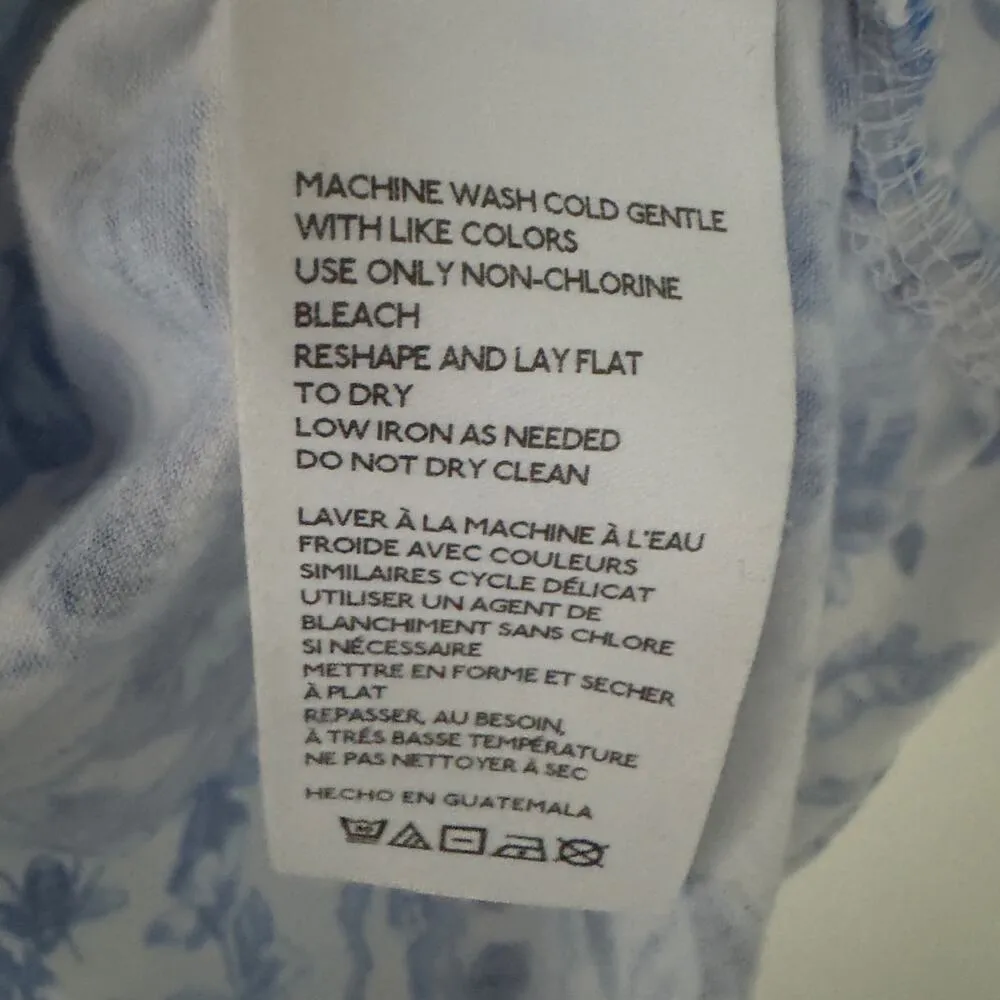 MACHINE WASH COLD GENTLE
WITH LIKE COLORS
USE ONLY NON-CHLORINE
BLEACH
RESHAPE AND LAY FLAT
TO DRY
LOW IRON AS NEEDED
DO NOT DRY CLEAN
LAVER À LA MACHINE À L'EAU
FROIDE AVEC COULEURS
SIMILAIRES CYCLE DÉLICAT
UTILISER UN AGENT DE
BLANCHIMENT SANS CHLORE
SI NÉCESSAIRE
METTRE EN FORME ET SECHER
À PLAT
REPASSER, AU BESOIN,
À TRÉS BASSE TEMPÉRATURE
NE PAS NETTOYER À SEC
HECHO EN GUATEMALA